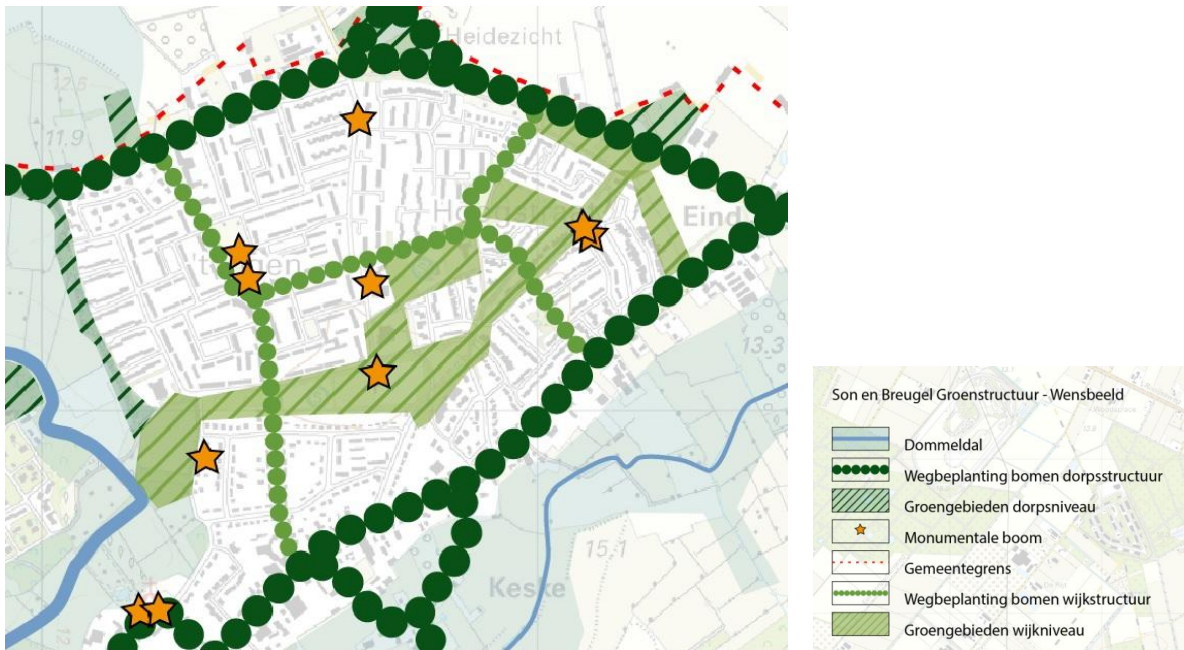 Heidezicht
12.6
11.9
Eind
13.3
15.1
Keske
12
Son en Breugel Groenstructuur - Wensbeeld
Dommeldal
Wegbeplanting bomen dorpsstructuur
Groengebieden dorpsniveau
Monumentale boom
Gemeentegrens
Wegbeplanting bomen wijkstructuur
Groengebieden wijkniveau